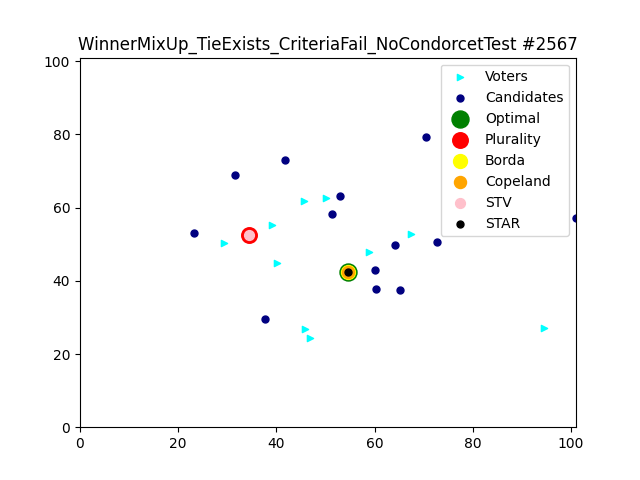 WinnerMixUp_TieExists_CriteriaFail_NoCondorcetTest #2567
100
80
60
40
20
0
0 20 40 60 80 100
Voters
Candidates
Optimal
Plurality
Borda
Copeland
STV
STAR